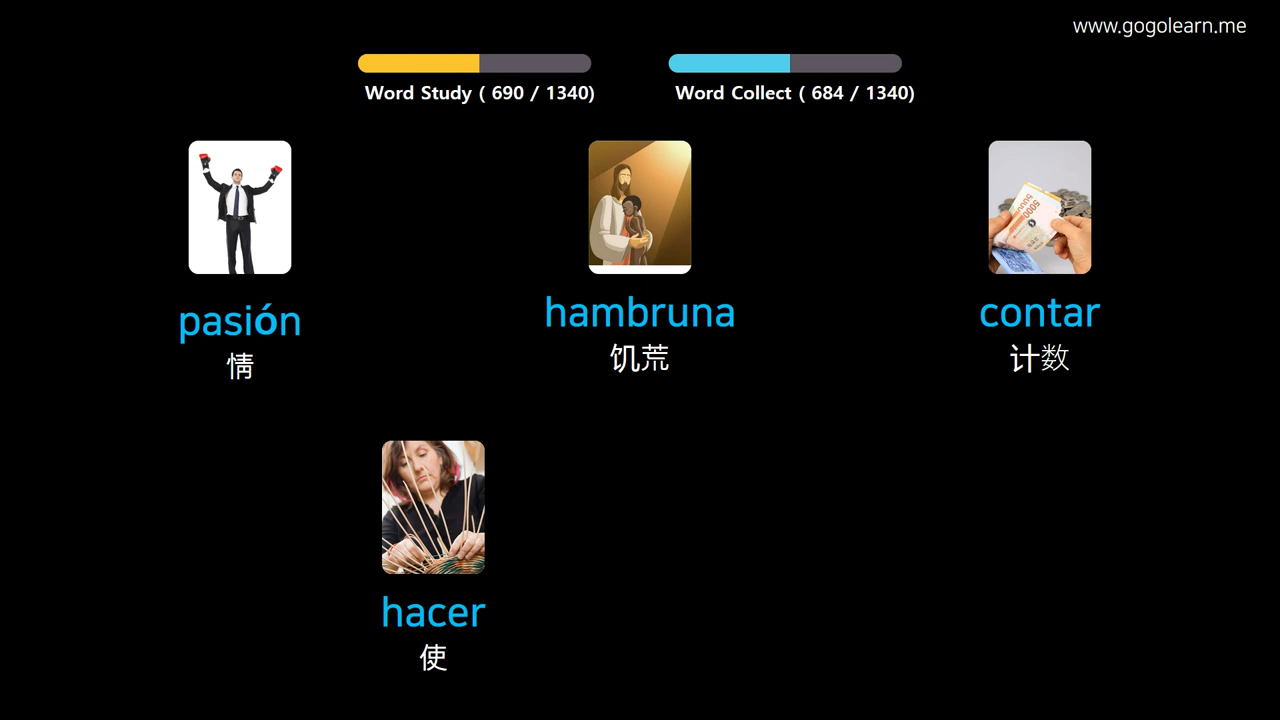 www.gogolearn.me
Word Study ( 690 / 1340)
Word Collect ( 684 / 1340)
pasión
情
hambruna
饥荒
contar
计数
hacer
使